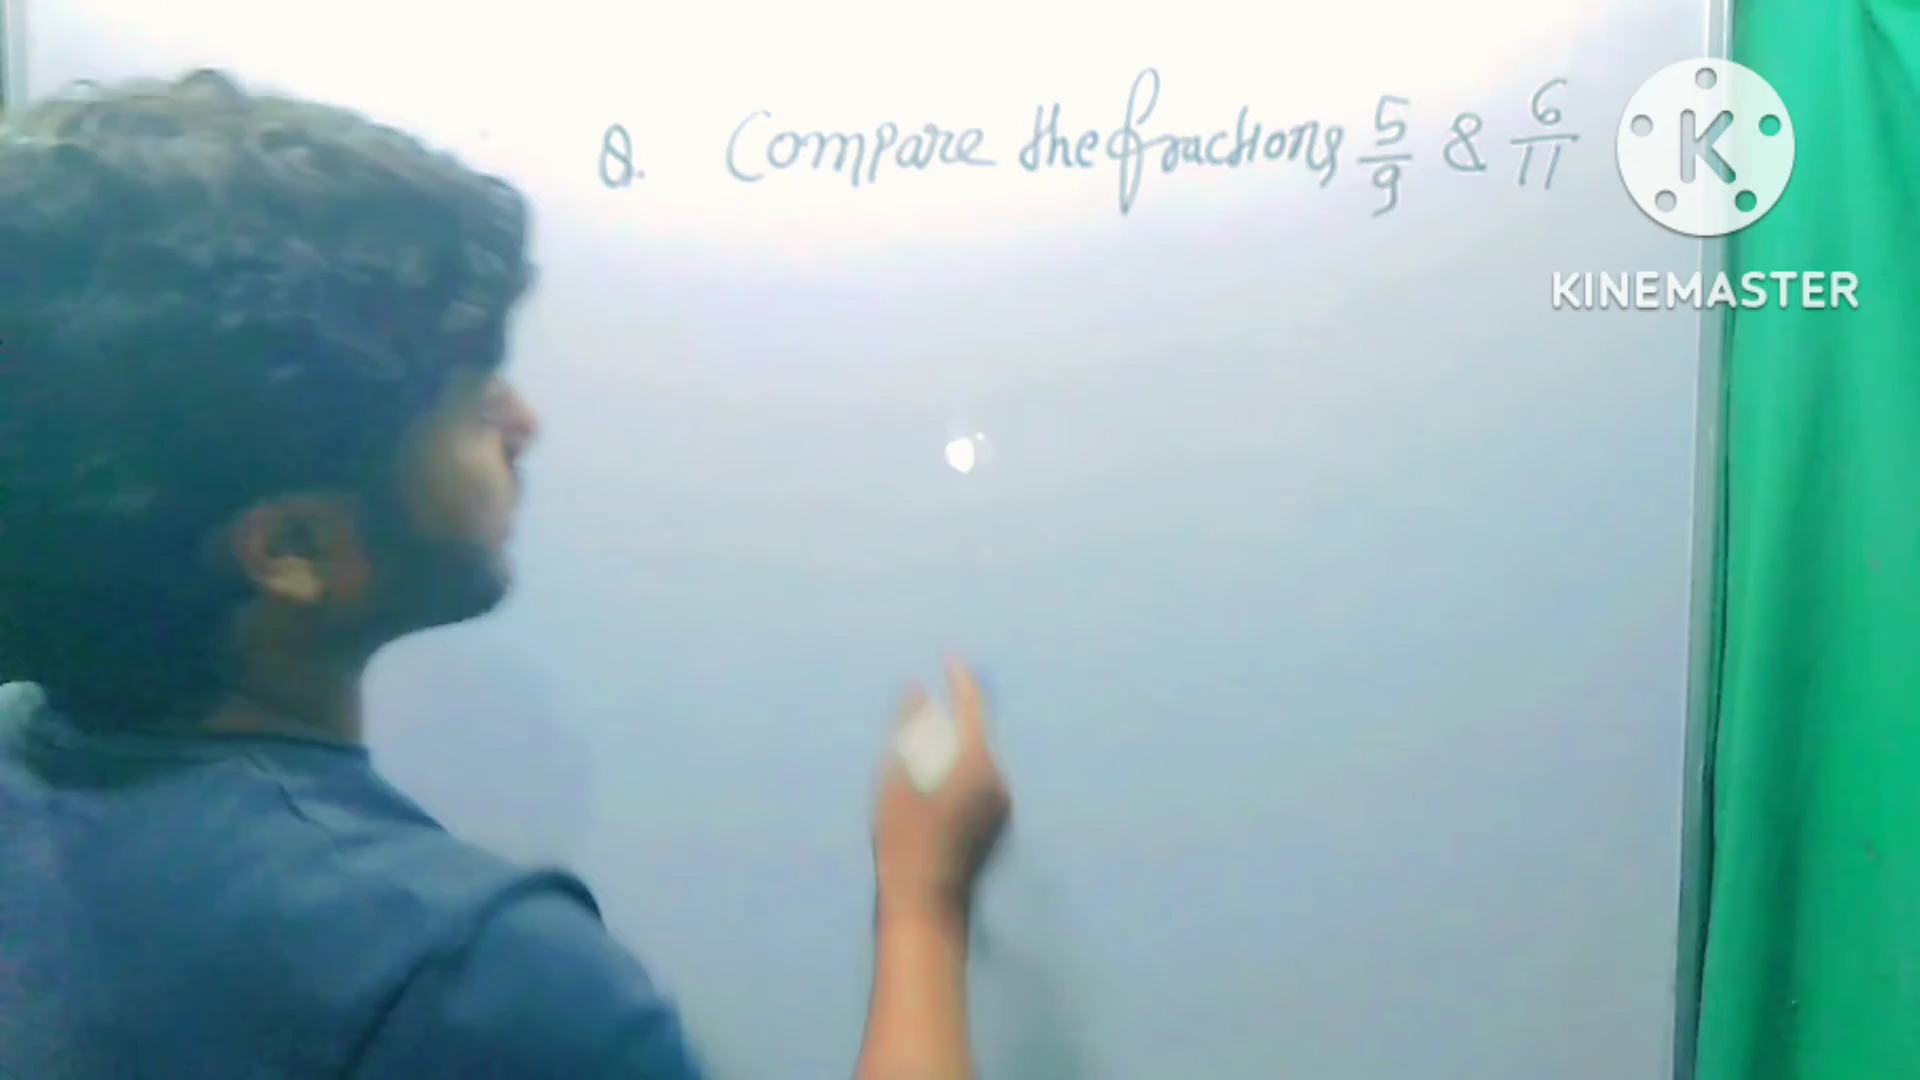 Q. Compare the fractions 5/9 & 6/11
K
KINEMASTER